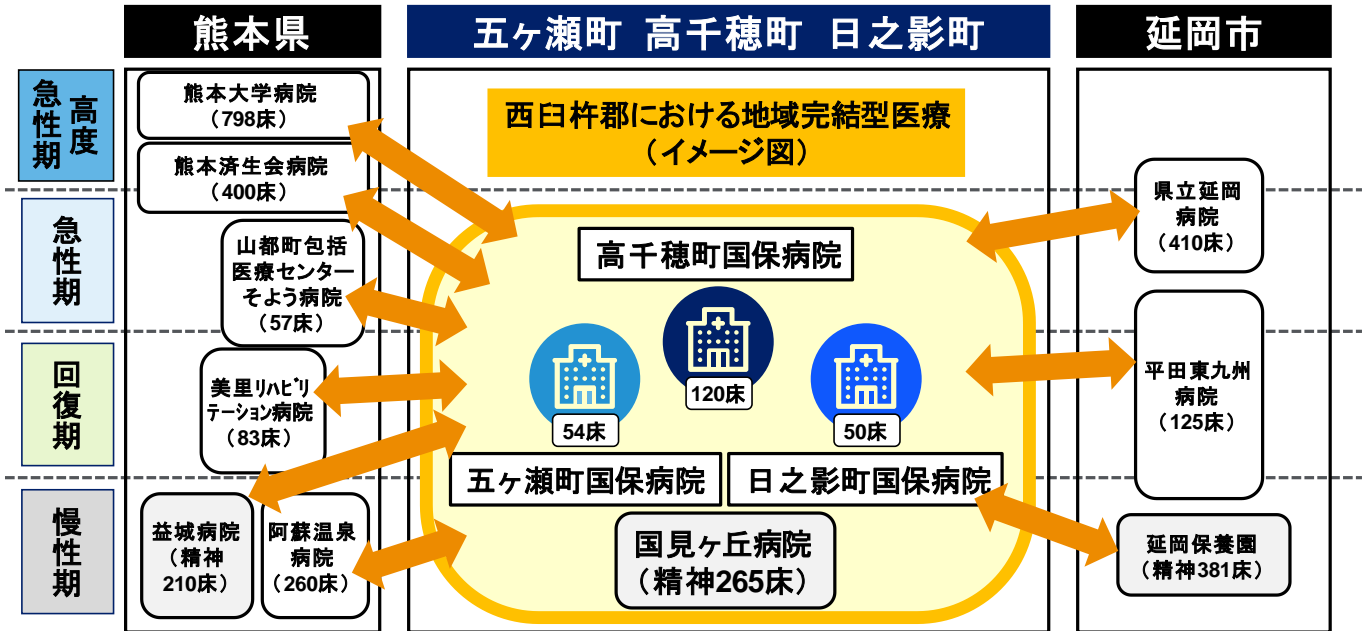 熊本県
五ヶ瀬町 高千穂町 日之影町
延岡市
高度
急性期
急性期
回復期
慢性期
熊本大学病院
（798床）
熊本済生会病院
（400床）
山都町包括
医療センター
そよう病院
（57床）
美里ﾘﾊﾋﾞﾘ
ﾃｰｼｮﾝ病院
（83床）
益城病院
（精神
210床）
阿蘇温泉
病院
（260床）
西臼杵郡における地域完結型医療
（イメージ図）
高千穂町国保病院
120床
54床
50床
五ヶ瀬町国保病院
日之影町国保病院
国見ヶ丘病院
（精神265床）
県立延岡
病院
（410床）
平田東九州
病院
（125床）
延岡保養園
（精神381床）